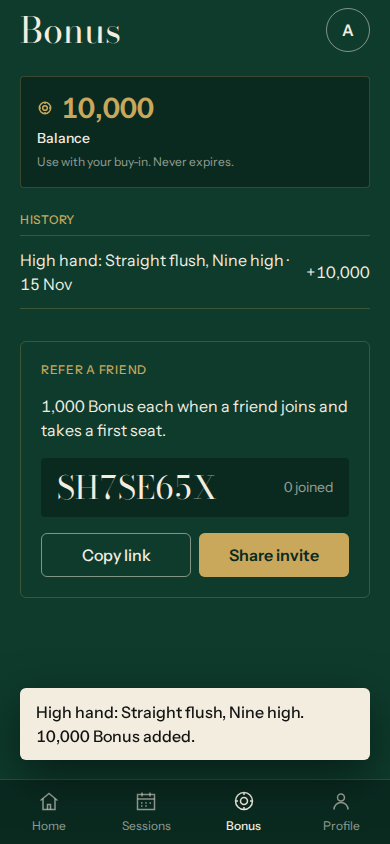 Bonus
A
10,000
Balance
Use with your buy-in. Never expires.
HISTORY
High hand: Straight flush, Nine high ·
15 Nov
+10,000
REFER A FRIEND
1,000 Bonus each when a friend joins and
takes a first seat.
SH7SE65X
0 joined
Copy link
Share invite
High hand: Straight flush, Nine high.
10,000 Bonus added.
Home
Sessions
Bonus
Profile